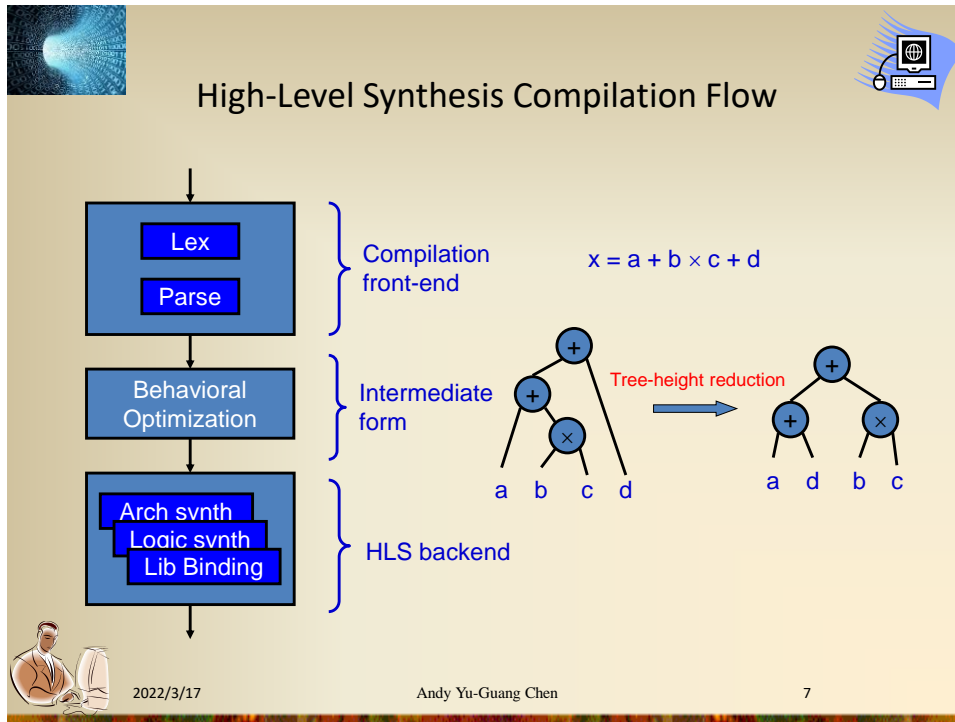 High-Level Synthesis Compilation Flow
Lex
Parse
Compilation
front-end
x = a + b × c + d
Behavioral
Optimization
Intermediate
form
+
+
×
a b c d
Tree-height reduction
+
+ ×
a d b c
Arch synth
Logic synth
Lib Binding
HLS backend
2022/3/17 Andy Yu-Guang Chen 7